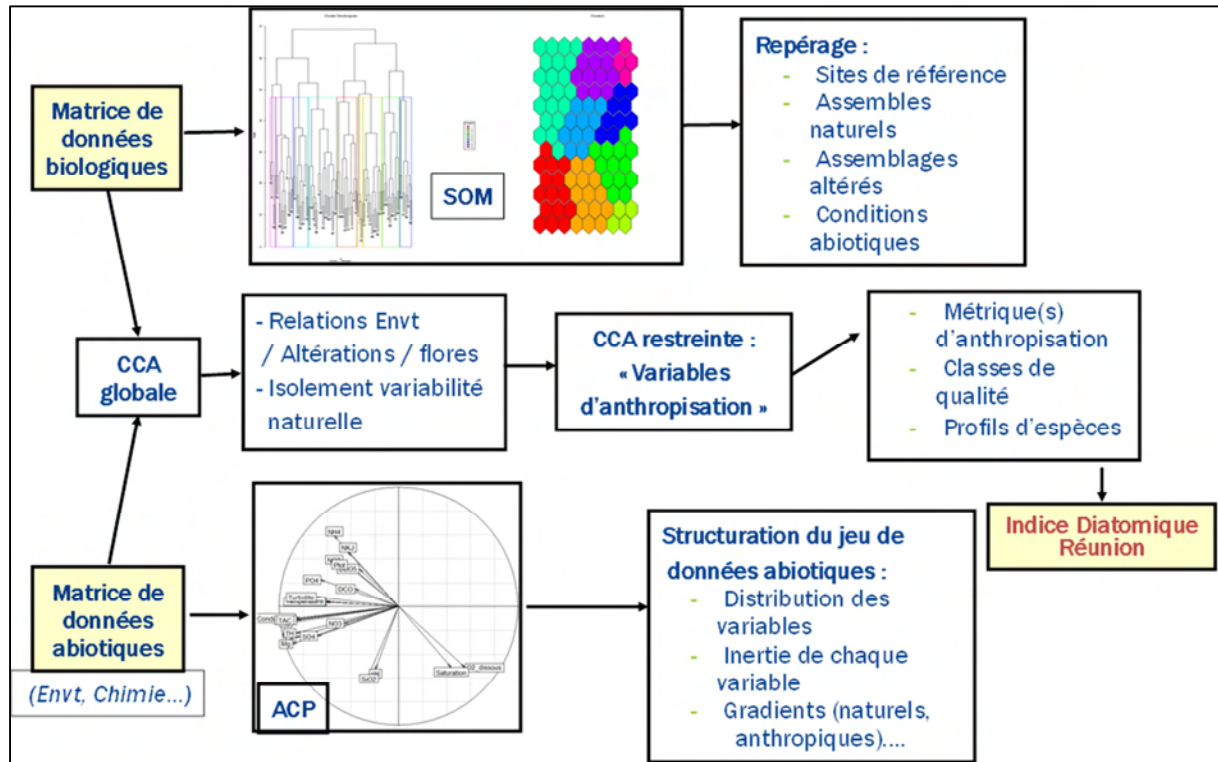 Matrice de
données
biologiques
SOM
Repérage :
- Sites de référence
- Assembles
naturels
- Assemblages
altérés
- Conditions
abiotiques
CCA
globale
- Relations Envt
/ Altérations / flores
- Isolement variabilité
naturelle
CCA restreinte :
« Variables
d'anthropisation »
- Métrique(s)
d'anthropisation
- Classes de
qualité
- Profils d'espèces
Indice Diatomique
Réunion
Matrice de
données
abiotiques
(Envt, Chimie...)
NH4
NKJ
PO4
DCO
TAC
NO3
TH
SO4
Mg
SiO2
Saturation
O2_dissous
ACP
Structuration du jeu de
données abiotiques :
- Distribution des
variables
- Inertie de chaque
variable
- Gradients (naturels,
anthropiques)....